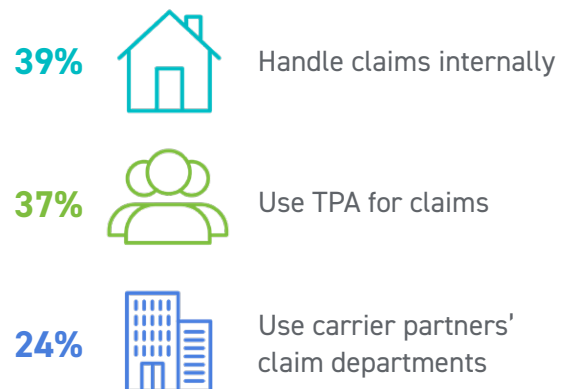 39%
Handle claims internally
37%
Use TPA for claims
24%
Use carrier partners’
claim departments